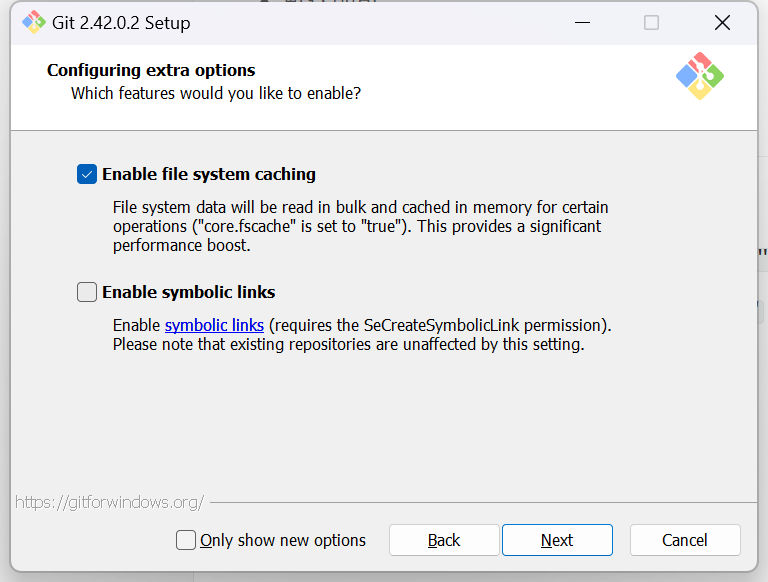 Git 2.42.0.2 Setup
Configuring extra options
Which features would you like to enable?
Enable file system caching
File system data will be read in bulk and cached in memory for certain
operations ("core.fscache" is set to "true"). This provides a significant
performance boost.
Enable symbolic links
Enable symbolic links (requires the SeCreateSymbolicLink permission).
Please note that existing repositories are unaffected by this setting.
https://gitforwindows.org/
Only show new options
Back
Next
Cancel